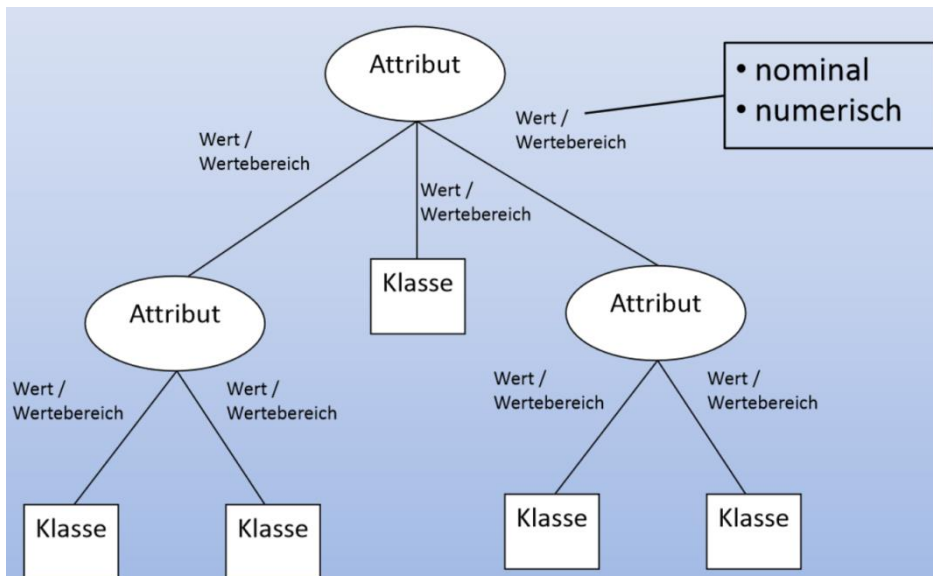 Attribut
• nominal
• numerisch
Wert /
Wertebereich
Wert /
Wertebereich
Wert /
Wertebereich
Klasse
Attribut
Attribut
Wert /
Wertebereich
Wert /
Wertebereich
Wert /
Wertebereich
Wert /
Wertebereich
Klasse
Klasse
Klasse
Klasse